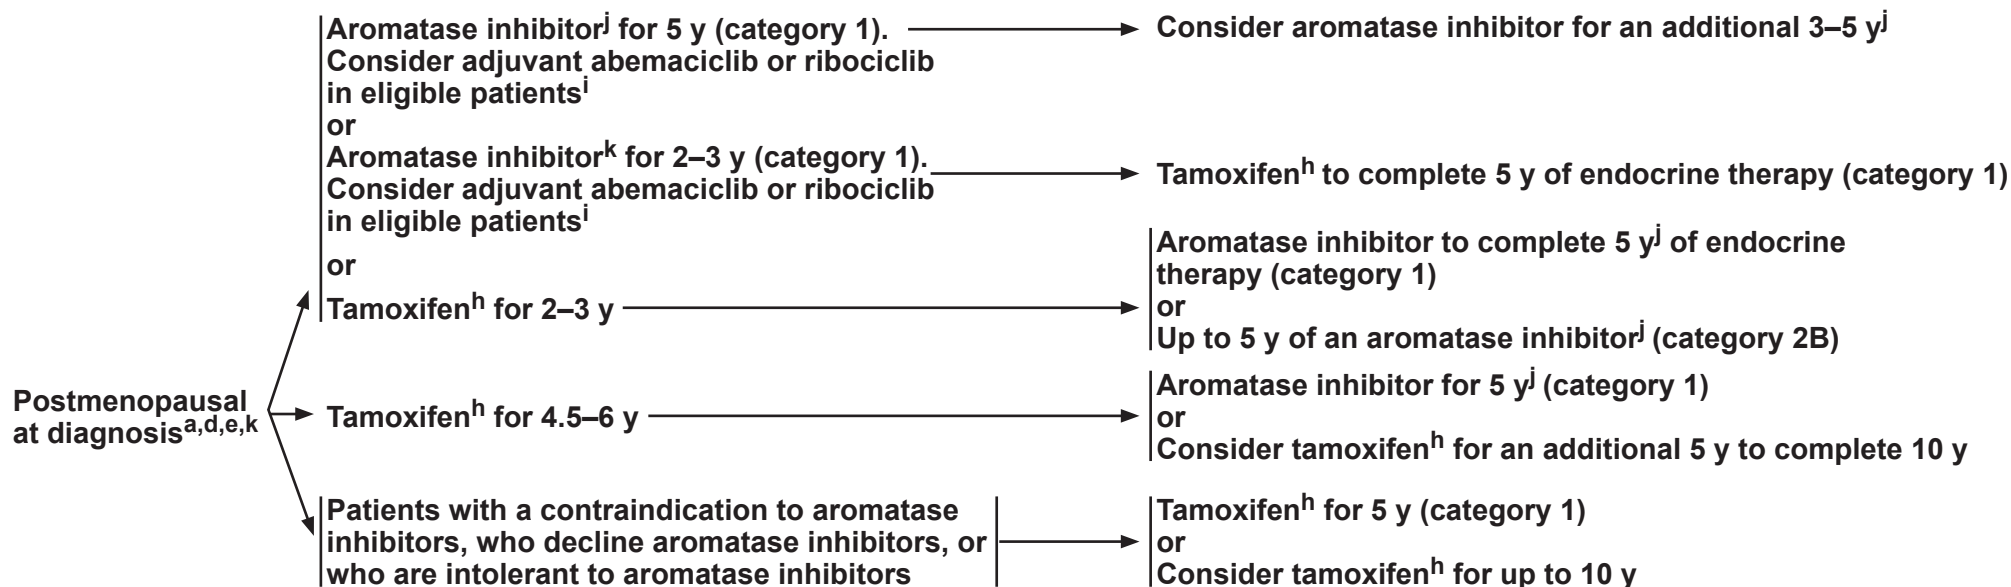 Aromatase inhibitorʲ for 5 y (category 1).
Consider adjuvant abemaciclib or ribociclib
in eligible patientsⁱ
or
Aromatase inhibitorᵏ for 2–3 y (category 1).
Consider adjuvant abemaciclib or ribociclib
in eligible patientsⁱ
or
Tamoxifenʰ for 2–3 y
Consider aromatase inhibitor for an additional 3–5 yʲ
Tamoxifenʰ to complete 5 y of endocrine therapy (category 1)
Aromatase inhibitor to complete 5 yʲ of endocrine
therapy (category 1)
or
Up to 5 y of an aromatase inhibitorʲ (category 2B)
Postmenopausal
at diagnosisᵃ,ᵈ,ᵉ,ᵏ
Tamoxifenʰ for 4.5–6 y
Aromatase inhibitor for 5 yʲ (category 1)
or
Consider tamoxifenʰ for an additional 5 y to complete 10 y
Patients with a contraindication to aromatase
inhibitors, who decline aromatase inhibitors, or
who are intolerant to aromatase inhibitors
Tamoxifenʰ for 5 y (category 1)
or
Consider tamoxifenʰ for up to 10 y